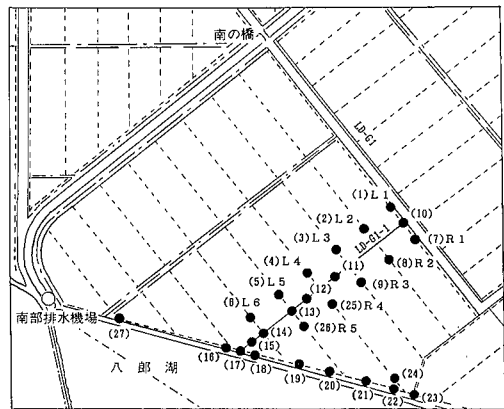 南の橋
LD-G1
(1)L 1
(10)
(2)L 2
(7)R 1
LD-G1-1
(3)L 3
(8)R 2
(4)L 4
(11)
(9)R 3
(5)L 5
(12)
(25)R 4
(6)L 6
(13)
(26)R 5
南部排水機場
(27)
(14)
(15)
(16)
(17)
(18)
八郎湖
(19)
(20)
(21)
(24)
(22)
(23)